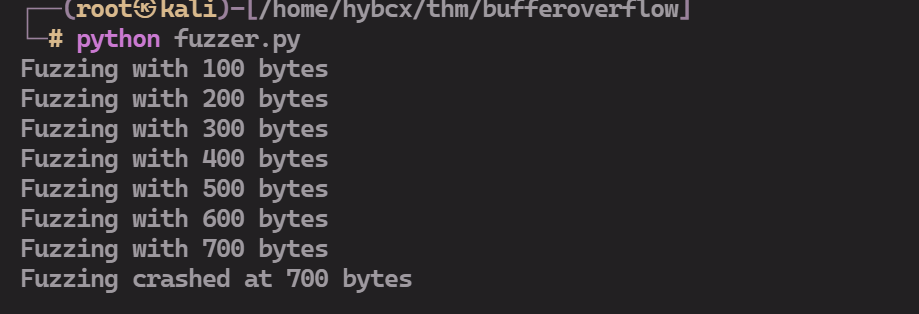 ┌──(root㉿kali)-[/home/hybcx/thm/bufferoverflow]
└─# python fuzzer.py
Fuzzing with 100 bytes
Fuzzing with 200 bytes
Fuzzing with 300 bytes
Fuzzing with 400 bytes
Fuzzing with 500 bytes
Fuzzing with 600 bytes
Fuzzing with 700 bytes
Fuzzing crashed at 700 bytes